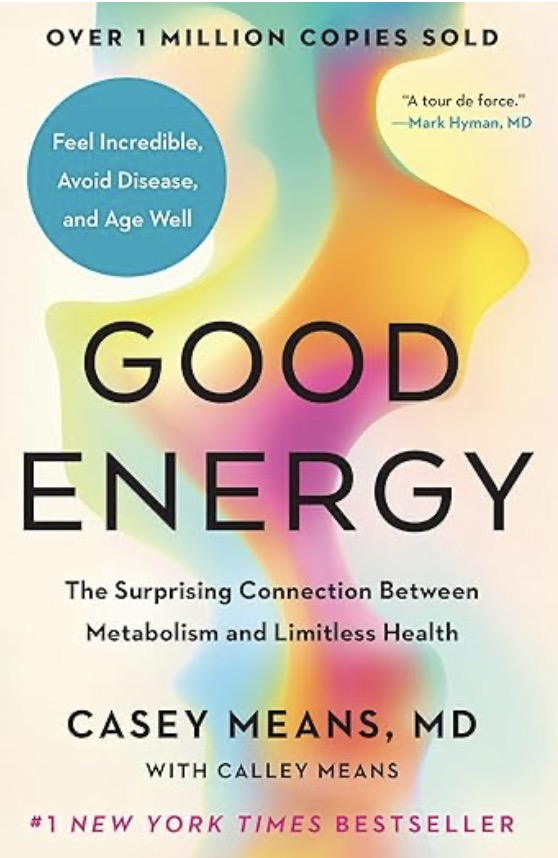 OVER 1 MILLION COPIES SOLD
"A tour de force."
—Mark Hyman, MD
Feel Incredible,
Avoid Disease,
and Age Well
GOOD
ENERGY
The Surprising Connection Between
Metabolism and Limitless Health
CASEY MEANS, MD
WITH CALLEY MEANS
#1 NEW YORK TIMES BESTSELLER